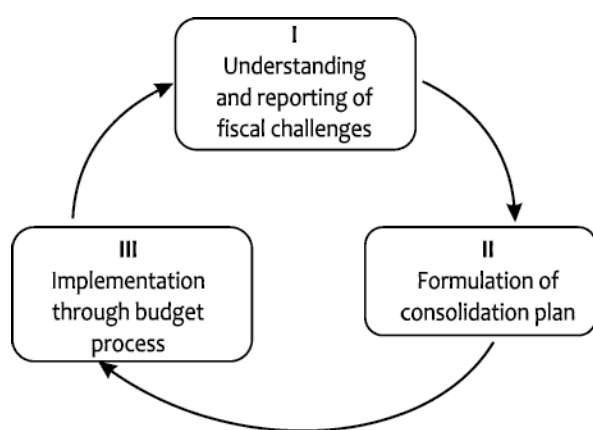 I
Understanding
and reporting of
fiscal challenges
III
Implementation
through budget
process
II
Formulation of
consolidation plan